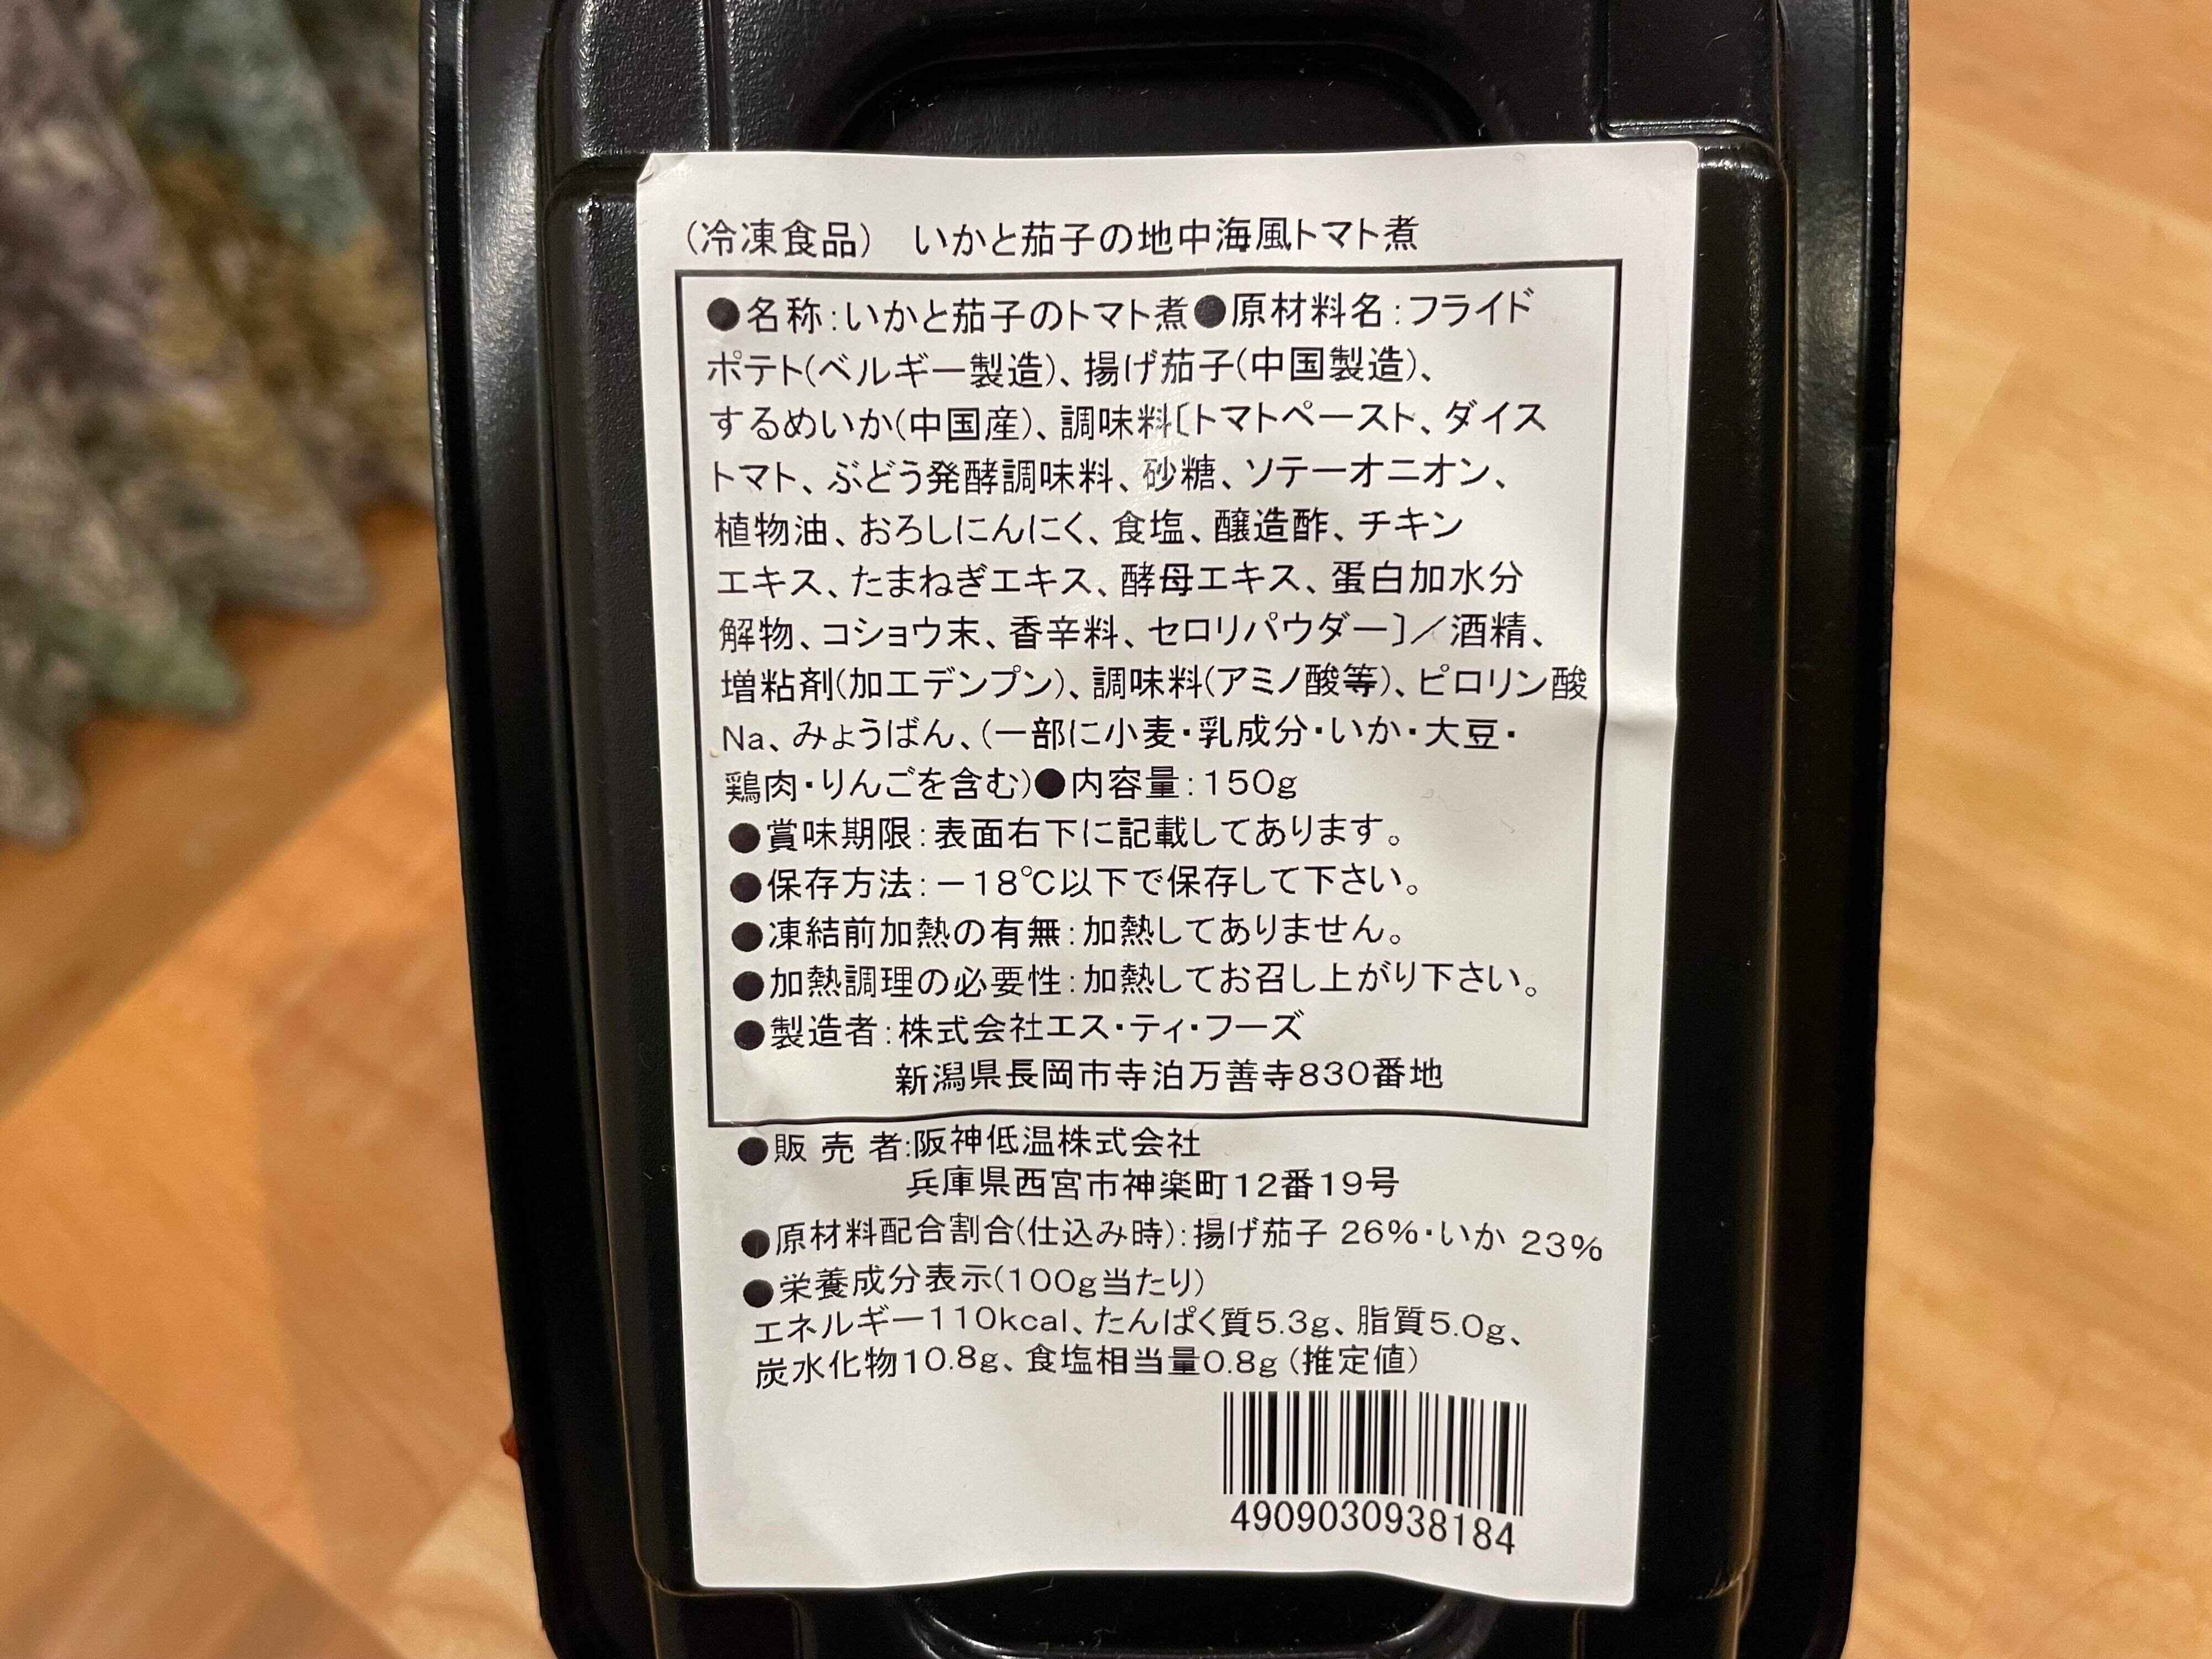 (冷凍食品) いかと茄子の地中海風トマト煮
●名称:いかと茄子のトマト煮●原材料名:フライド
ポテト(ベルギー製造)、揚げ茄子(中国製造)、
するめいか(中国産)、調味料〔トマトペースト、ダイス
トマト、ぶどう発酵調味料、砂糖、ソテーオニオン、
植物油、おろしにんにく、食塩、醸造酢、チキン
エキス、たまねぎエキス、酵母エキス、蛋白加水分
解物、コショウ末、香辛料、セロリパウダー〕/酒精、
増粘剤(加工デンプン)、調味料(アミノ酸等)、ピロリン酸
Na、みょうばん、(一部に小麦・乳成分・いか・大豆・
鶏肉・りんごを含む)●内容量:150g
●賞味期限:表面右下に記載してあります。
●保存方法:-18℃以下で保存して下さい。
●凍結前加熱の有無:加熱してありません。
●加熱調理の必要性:加熱してお召し上がり下さい。
●製造者:株式会社エス・ティ・フーズ
新潟県長岡市寺泊万善寺830番地
●販 売 者:阪神低温株式会社
兵庫県西宮市神楽町12番19号
●原材料配合割合(仕込み時):揚げ茄子 26%・いか 23%
●栄養成分表示(100g当たり)
エネルギー110kcal、たんぱく質5.3g、脂質5.0g、
炭水化物10.8g、食塩相当量0.8g(推定値)
4909030938184